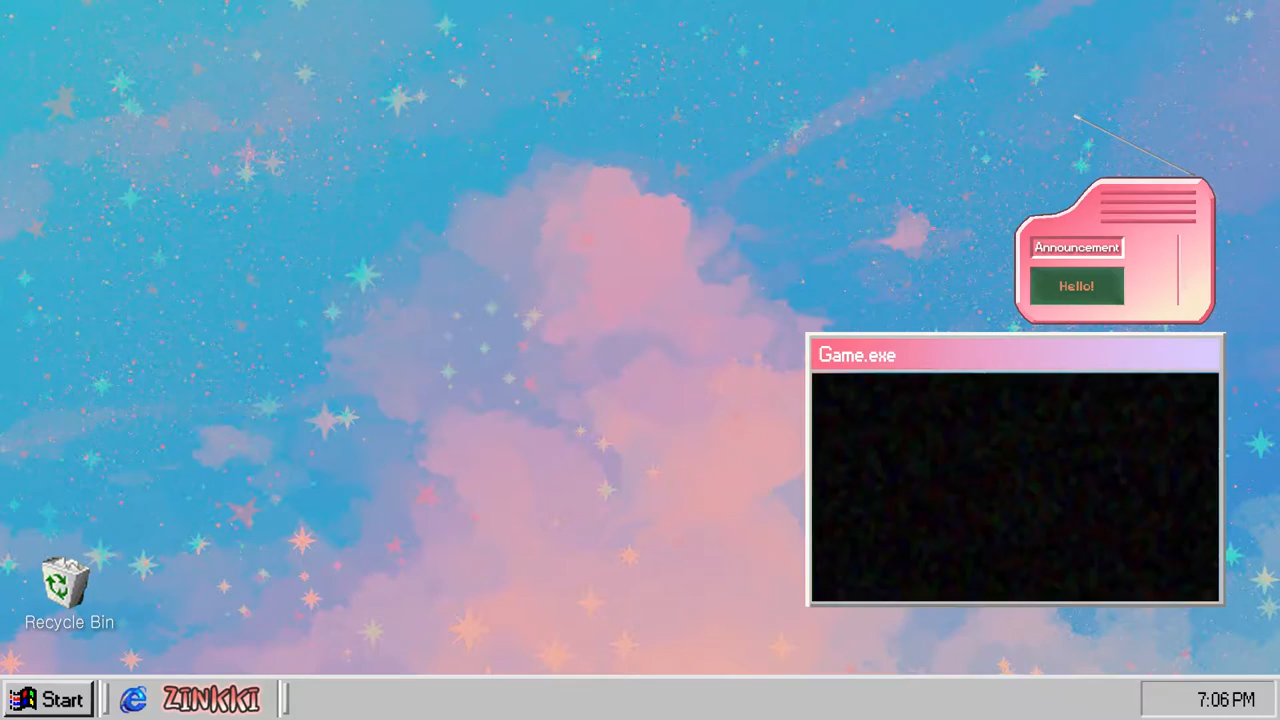 Announcement
Hello!
Game.exe
Recycle Bin
Start
ZINKKI
7:06 PM